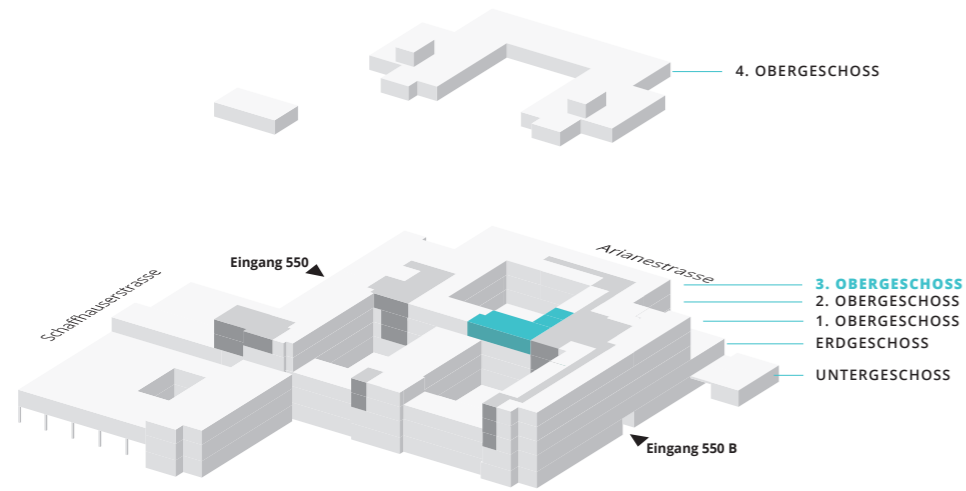 4. OBERGESCHOSS
Arianestrasse
Eingang 550
Schaffhauserstrasse
3. OBERGESCHOSS
2. OBERGESCHOSS
1. OBERGESCHOSS
ERDGESCHOSS
UNTERGESCHOSS
Eingang 550 B